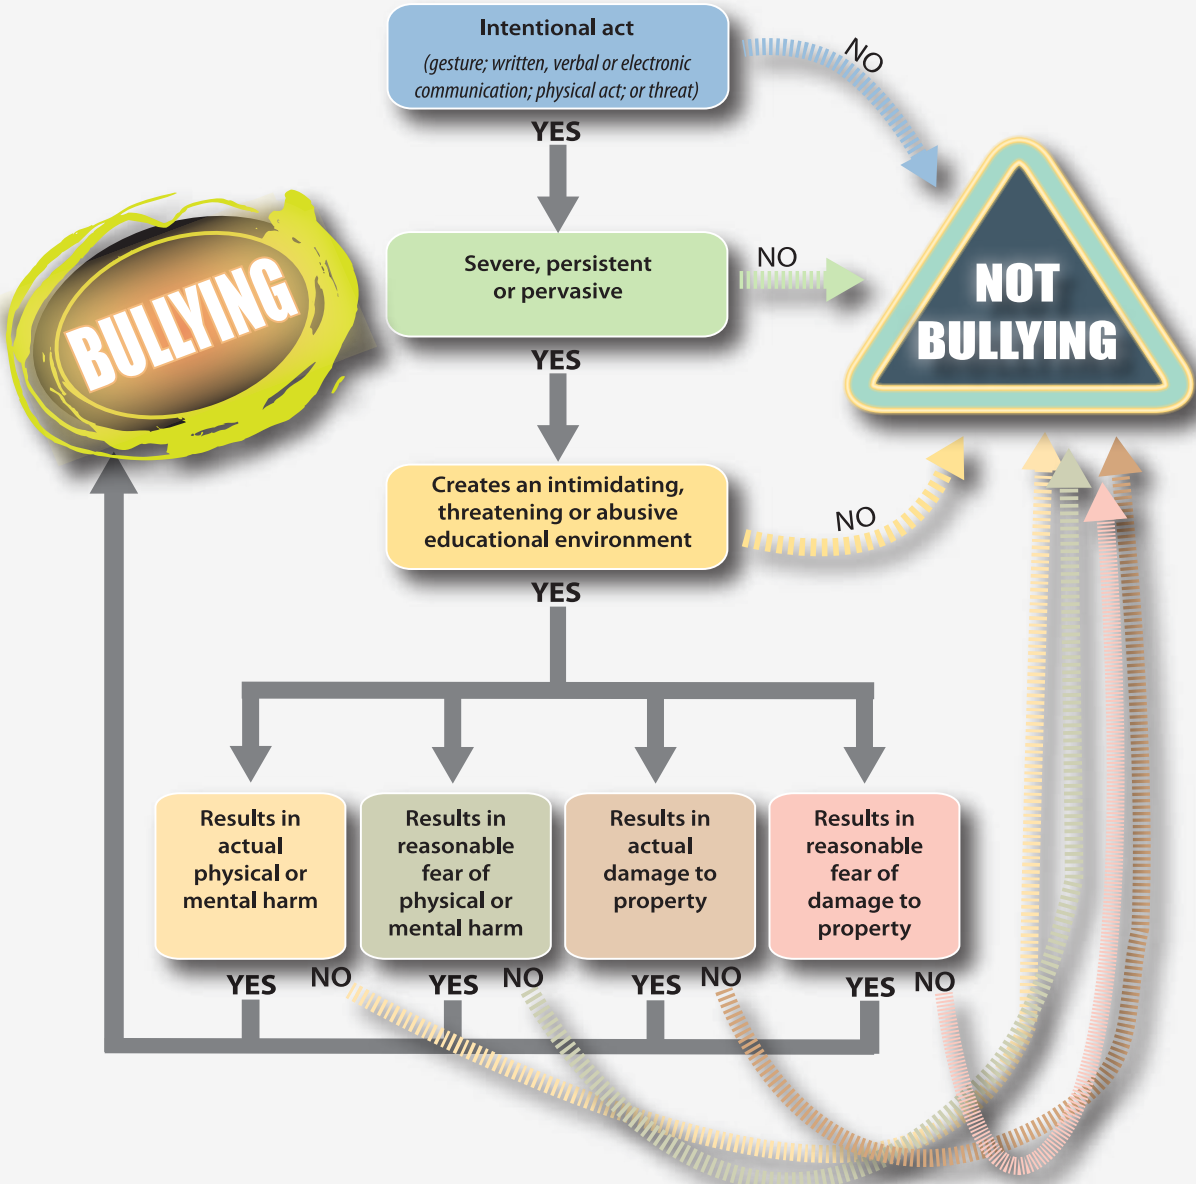 Intentional act
(gesture; written, verbal or electronic
communication; physical act; or threat)
NO
YES
BULLYING
Severe, persistent
or pervasive
NO
NOT
BULLYING
YES
Creates an intimidating,
threatening or abusive
educational environment
NO
YES
Results in
actual
physical or
mental harm
Results in
reasonable
fear of
physical or
mental harm
Results in
actual
damage to
property
Results in
reasonable
fear of
damage to
property
YES
NO
YES
NO
YES
NO
YES
NO